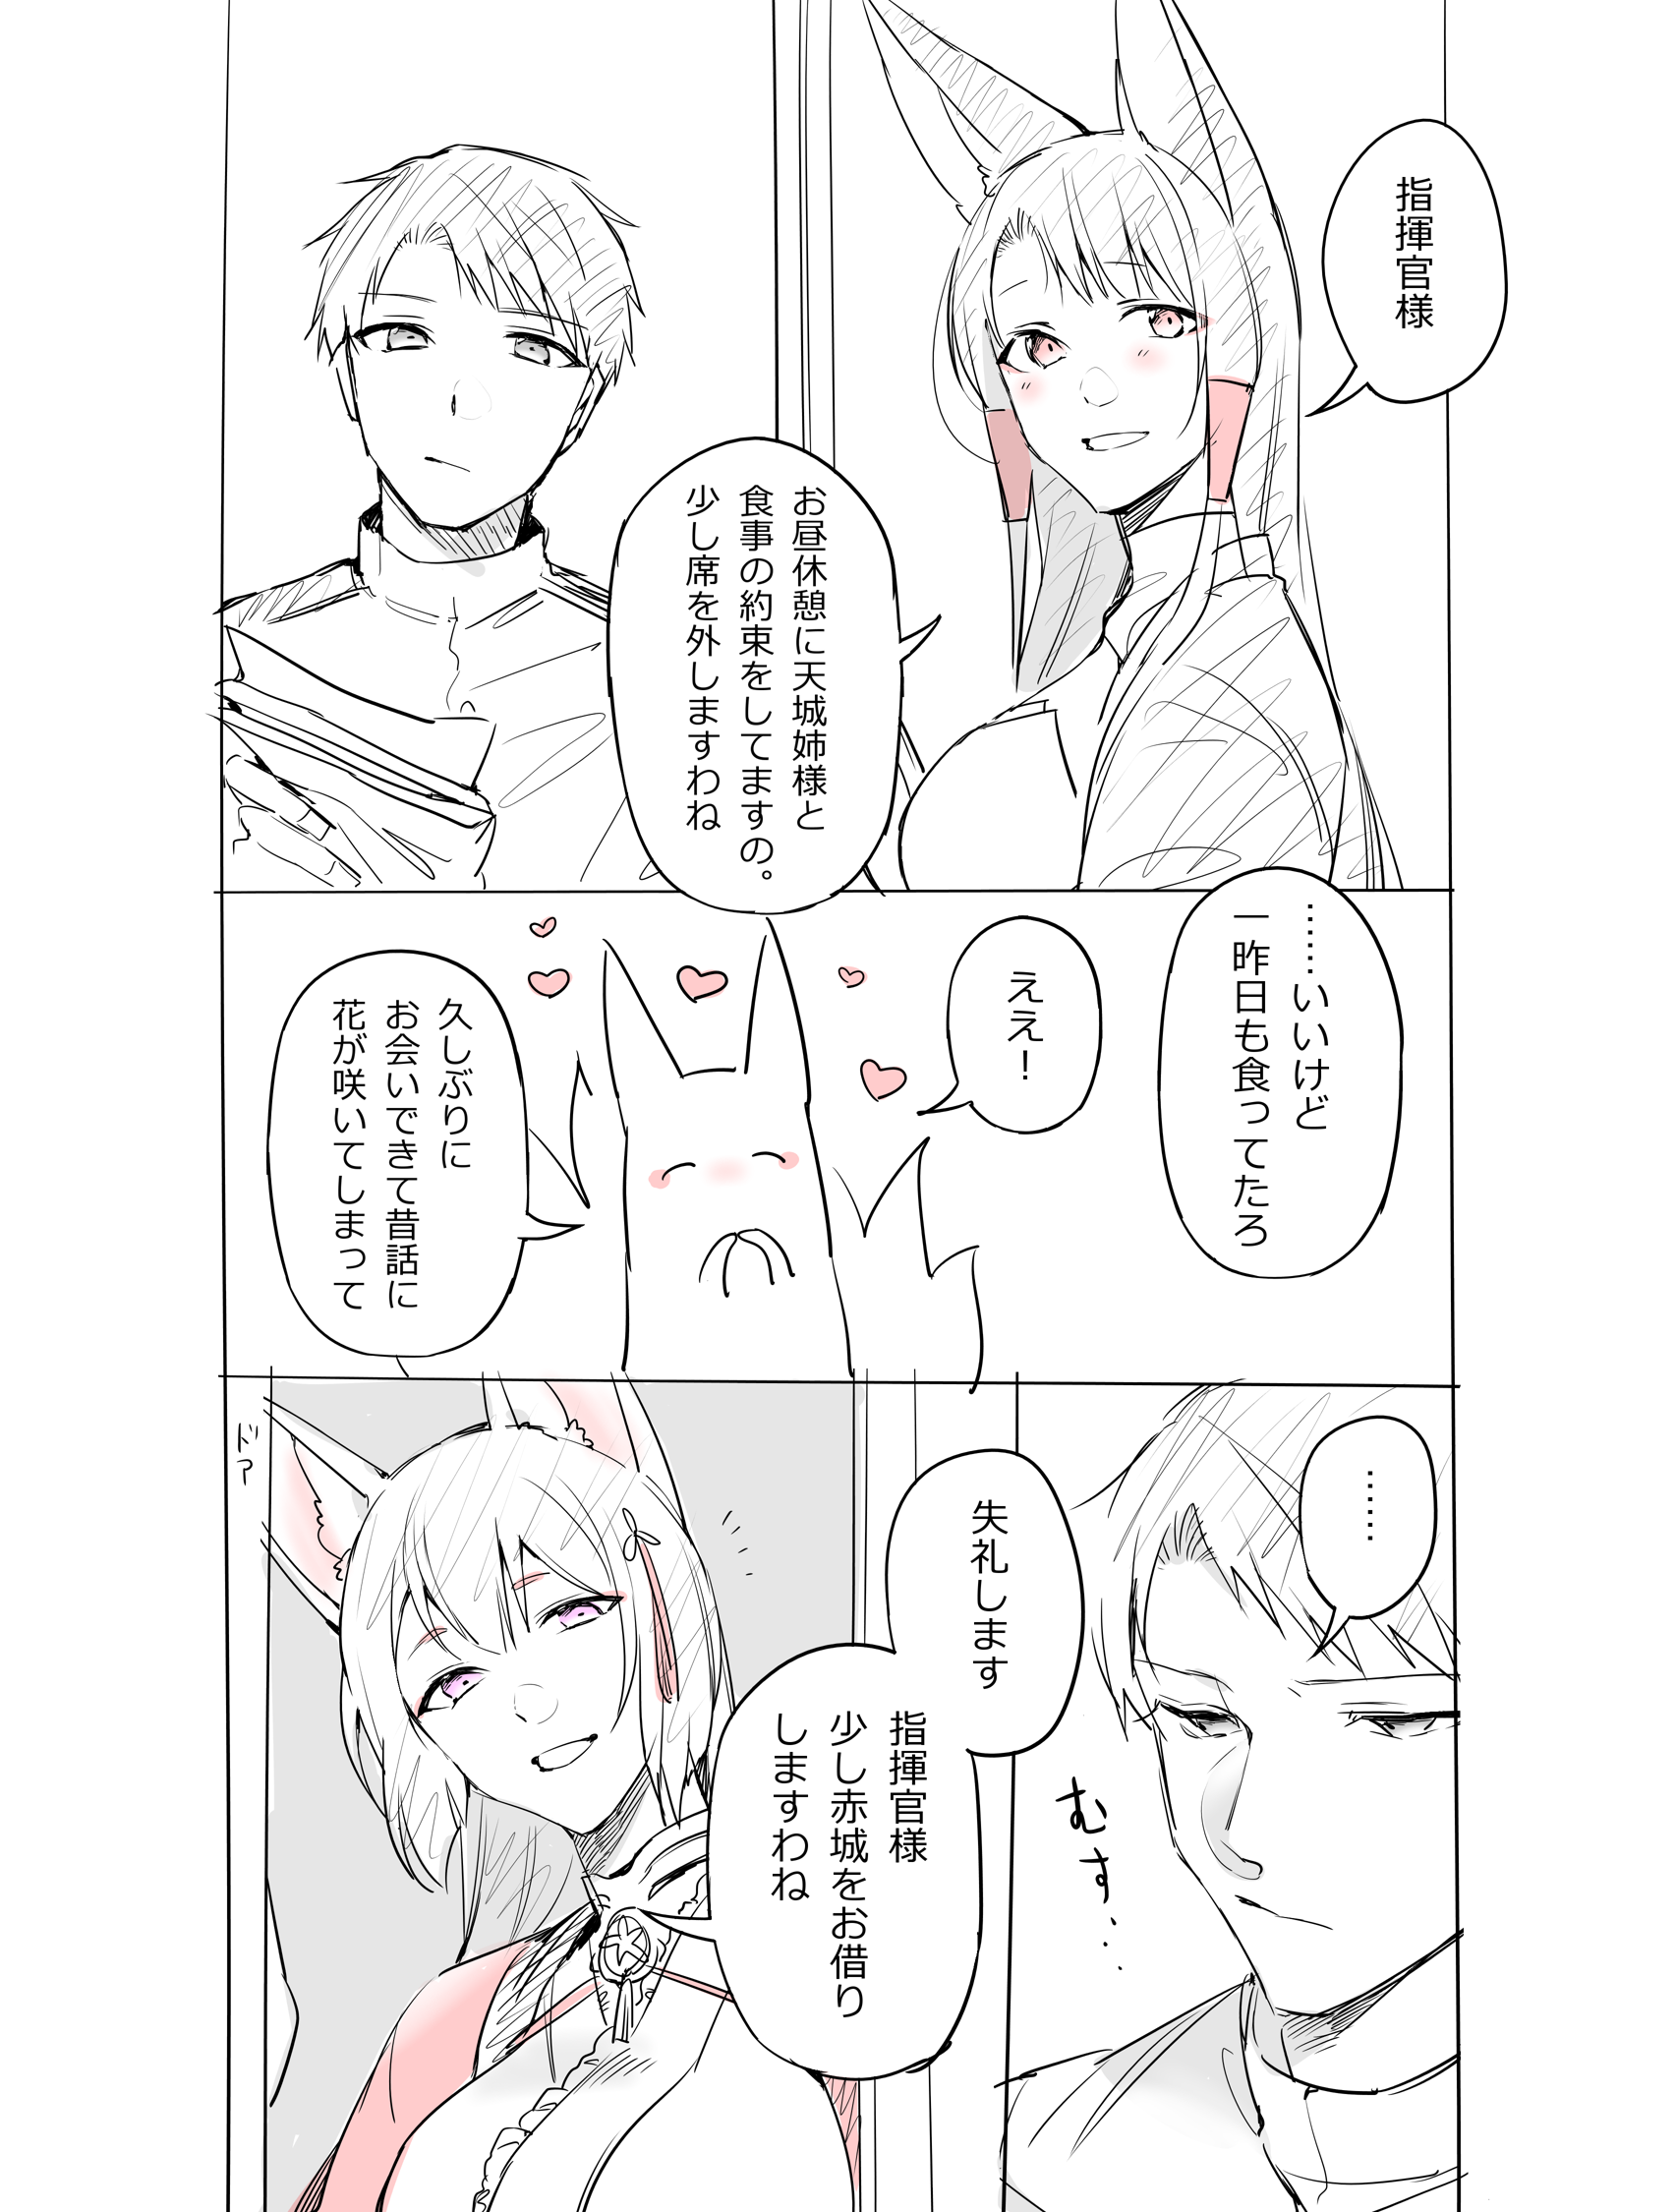 指揮官様
お昼休憩に天城姉様と
食事の約束をしてますの。
少し席を外しますわね
……いいけど
一昨日も食ってたろ
ええ！
久しぶりに
お会いできて昔話に
花が咲いてしまって
……
むす…
失礼します
指揮官様
少し赤城をお借り
しますわね
ドア